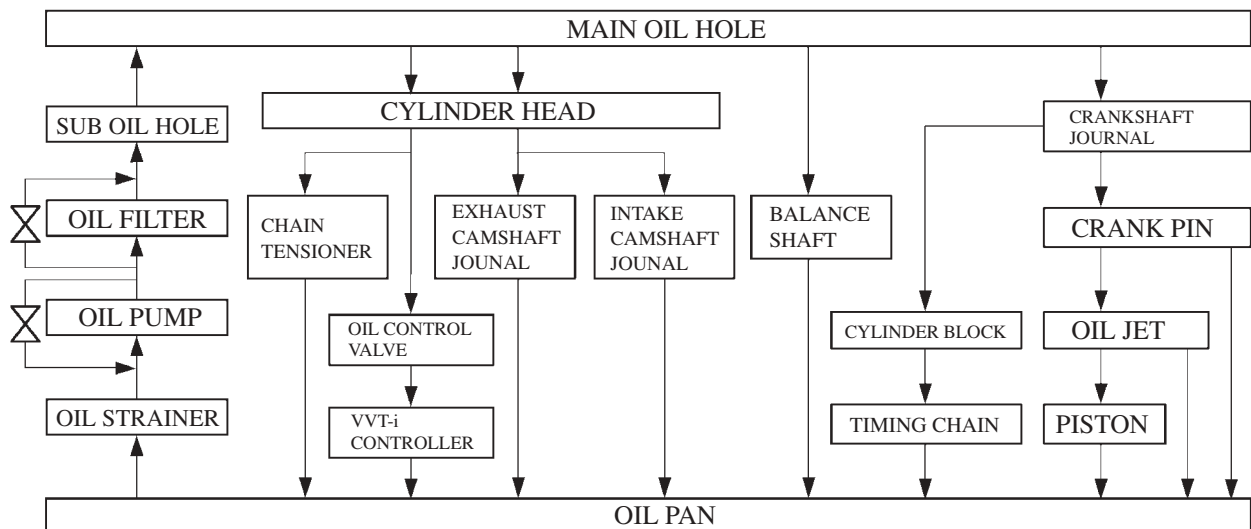 MAIN OIL HOLE
CYLINDER HEAD
SUB OIL HOLE
CRANKSHAFT
JOURNAL
OIL FILTER
CHAIN
TENSIONER
EXHAUST
CAMSHAFT
JOUNAL
INTAKE
CAMSHAFT
JOUNAL
BALANCE
SHAFT
CRANK PIN
OIL PUMP
OIL CONTROL
VALVE
CYLINDER BLOCK
OIL JET
OIL STRAINER
VVT-i
CONTROLLER
TIMING CHAIN
PISTON
OIL PAN